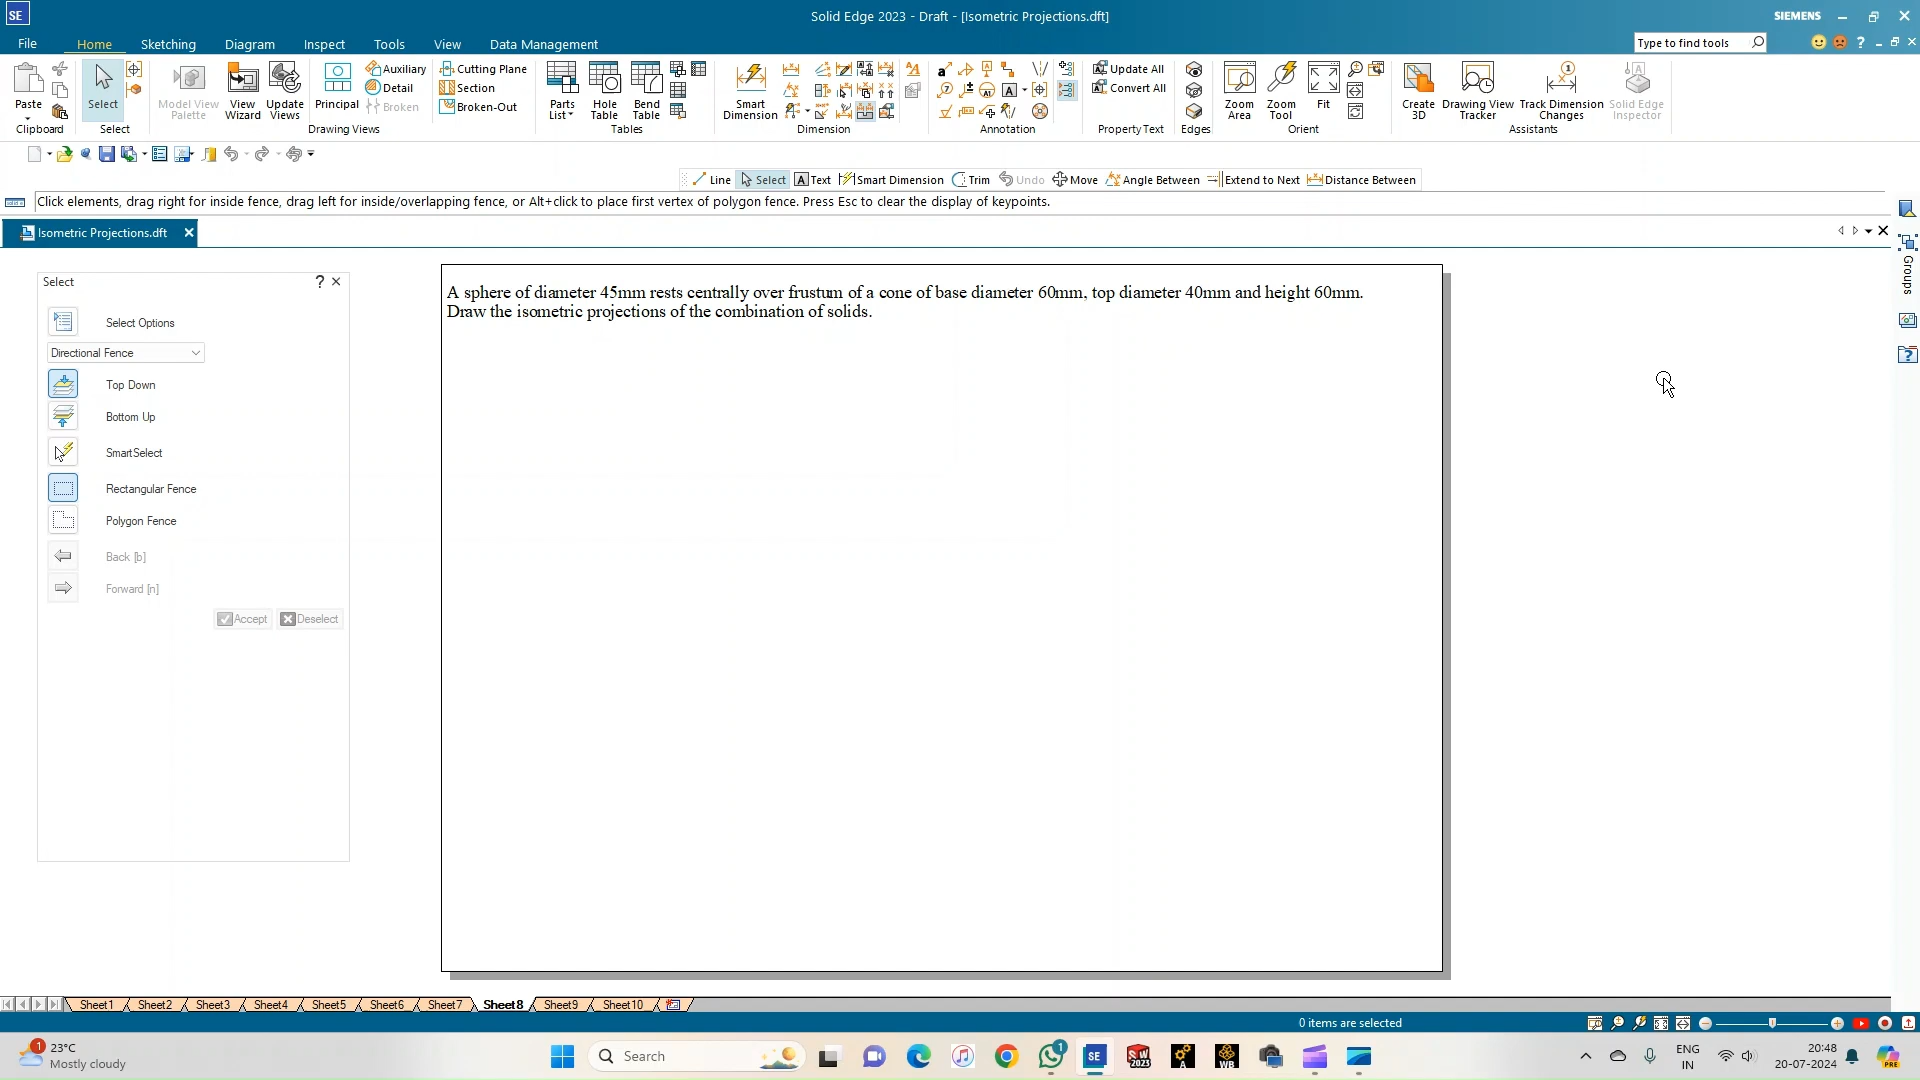 SE
Solid Edge 2023 - Draft - [Isometric Projections.dft]
SIEMENS
File
Home
Sketching
Diagram
Inspect
Tools
View
Data Management
Type to find tools
Paste
Clipboard
Select
Select
Model View Palette
View Wizard
Update Views
Principal
Auxiliary
Detail
Broken
Cutting Plane
Section
Broken-Out
Drawing Views
Parts List
Hole Table
Bend Table
Tables
Smart Dimension
Dimension
Annotation
Update All
Convert All
Property Text
Edges
Zoom Area
Zoom Tool
Fit
Orient
Create 3D
Drawing View Tracker
Track Dimension Changes
Solid Edge Inspector
Assistants
Line
Select
Text
Smart Dimension
Trim
Undo
Move
Angle Between
Extend to Next
Distance Between
Click elements, drag right for inside fence, drag left for inside/overlapping fence, or Alt+click to place first vertex of polygon fence. Press Esc to clear the display of keypoints.
Isometric Projections.dft
Groups
Select
Select Options
Directional Fence
Top Down
Bottom Up
SmartSelect
Rectangular Fence
Polygon Fence
Back [b]
Forward [n]
Accept
Deselect
A sphere of diameter 45mm rests centrally over frustum of a cone of base diameter 60mm, top diameter 40mm and height 60mm.
Draw the isometric projections of the combination of solids.
Sheet1
Sheet2
Sheet3
Sheet4
Sheet5
Sheet6
Sheet7
Sheet8
Sheet9
Sheet10
0 items are selected
1
23°C
Mostly cloudy
Search
1
SE
2023
A
WB
ENG
IN
20:48
20-07-2024
PRE